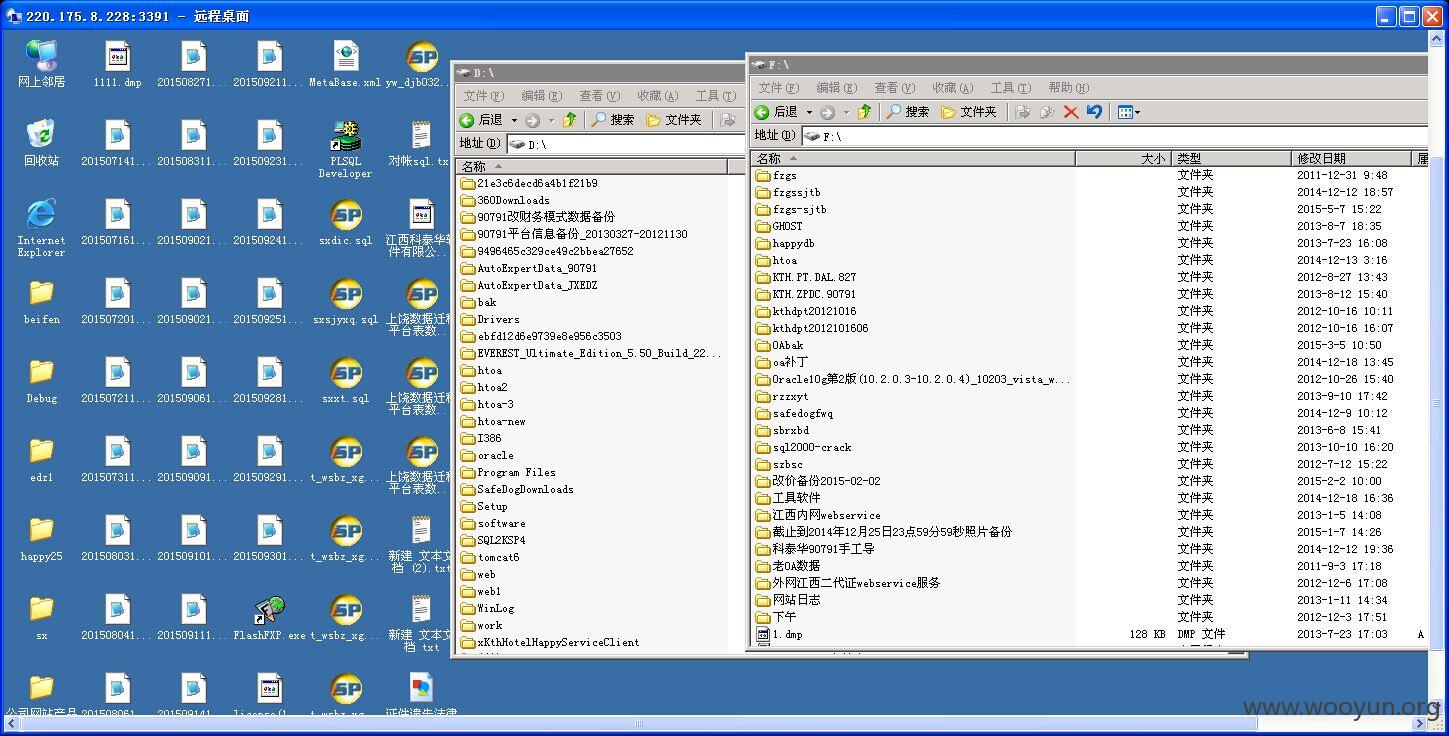 220.175.8.228:3391 - 远程桌面
网上邻居
1111.dmp
201508271...
201509211...
MetaBase.xml
yw_djb032...
回收站
201507141...
201508311...
201509231...
PLSQL
Developer
对帐sql.tx
Internet
Explorer
201507161...
201509021...
201509241...
sxdic.sql
江西科泰华软
件有限公...
beifen
201507201...
201509021...
201509251...
sxsjyxq.sql
上饶数据迁移
平台表数...
Debug
201507211...
201509061...
201509281...
sxxt.sql
上饶数据迁移
平台表数...
edz1
201507311...
201509091...
201509291...
t_wsbz_xg...
上饶数据迁移
平台表数...
happy25
201508031...
201509101...
201509301...
t_wsbz_xg...
新建 文本文
档 (2).txt
sx
201508041...
201509111...
FlashFXP.exe
t_wsbz_xg...
新建 文本文
档.txt
公司网站产品
201508061
201509141
license(1
t_wsbz_xg...
证件遗失法律
D:\
文件(F) 编辑(E) 查看(V) 收藏(A) 工具(T)
后退 搜索 文件夹
地址(D) D:\
名称
21e3c6decd6a4b1f21b9
360Downloads
90791改财务模式数据备份
90791平台信息备份_20130327-20121130
9496465c329ce49c2bbea27652
AutoExpertData_90791
AutoExpertData_JXEDZ
bak
Drivers
ebfd12d6e9739e8e956c3503
EVEREST_Ultimate_Edition_5.50_Build_22...
htoa
htoa2
htoa-3
htoa-new
I386
oracle
Program Files
SafeDogDownloads
Setup
software
SQL2KSP4
tomcat6
web
web1
WinLog
work
xKthHotelHappyServiceClient
F:\
文件(F) 编辑(E) 查看(V) 收藏(A) 工具(T) 帮助(H)
后退 搜索 文件夹
地址(D) F:\
名称 大小 类型 修改日期 属
fzgs 文件夹 2011-12-31 9:48
fzgssjtb 文件夹 2014-12-12 18:57
fzgs-sjtb 文件夹 2015-5-7 15:22
GHOST 文件夹 2013-8-7 18:35
happydb 文件夹 2013-7-23 16:08
htoa 文件夹 2014-12-13 3:16
KTH.PT.DAL.827 文件夹 2012-8-27 13:43
KTH.ZPDC.90791 文件夹 2013-8-12 15:40
kthdpt20121016 文件夹 2012-10-16 10:11
kthdpt2012101606 文件夹 2012-10-16 16:07
OAbak 文件夹 2015-3-5 10:50
oa补丁 文件夹 2014-12-18 13:45
Oracle10g第2版(10.2.0.3-10.2.0.4)_10203_vista_w... 文件夹 2012-10-26 15:40
rzzxyt 文件夹 2013-9-10 17:42
safedogfwq 文件夹 2014-12-9 10:12
sbrxbd 文件夹 2013-6-8 15:41
sql2000-crack 文件夹 2013-10-10 16:20
szbsc 文件夹 2012-7-12 15:22
改价备份2015-02-02 文件夹 2015-2-2 10:00
工具软件 文件夹 2014-12-18 16:36
江西内网webservice 文件夹 2013-1-5 14:08
截止到2014年12月25日23点59分59秒照片备份 文件夹 2015-1-7 14:26
科泰华90791手工导 文件夹 2014-12-12 19:36
老OA数据 文件夹 2011-9-3 17:18
外网江西二代证webservice服务 文件夹 2012-12-6 17:08
网站日志 文件夹 2013-1-11 14:34
下午 文件夹 2012-12-3 17:51
1.dmp 128 KB DMP 文件 2013-7-23 17:03 A
www.wooyun.org